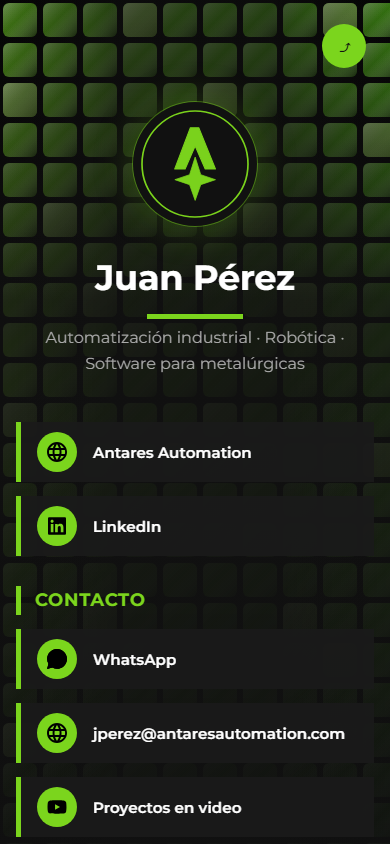 Juan Pérez
Automatización industrial · Robótica ·
Software para metalúrgicas
Antares Automation
LinkedIn
CONTACTO
WhatsApp
jperez@antaresautomation.com
Proyectos en video